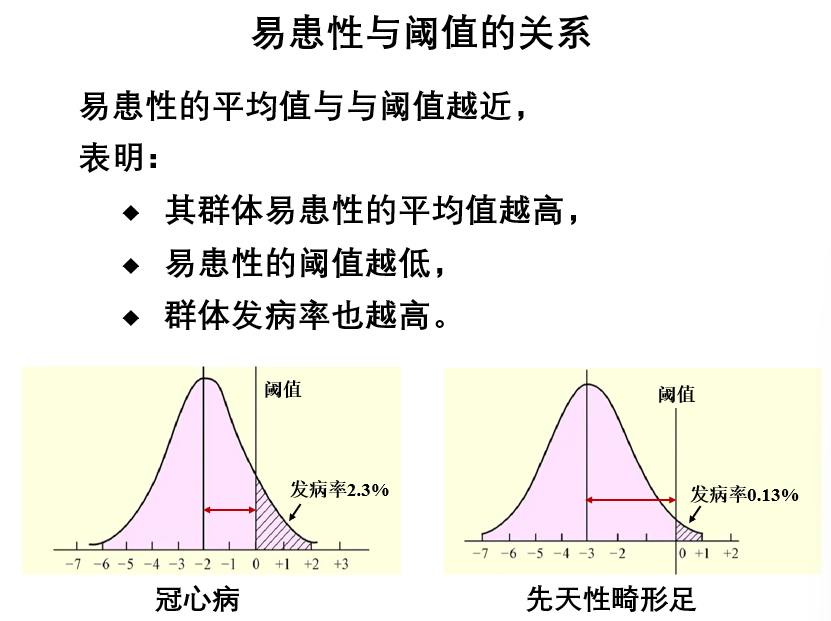 易患性与阈值的关系
易患性的平均值与与阈值越近，
表明：
◆ 其群体易患性的平均值越高，
◆ 易患性的阈值越低，
◆ 群体发病率也越高。
阈值
发病率2.3%
−7 −6 −5 −4 −3 −2 −1 0 +1 +2 +3
冠心病
阈值
发病率0.13%
−7 −6 −5 −4 −3 −2 0 +1 +2
先天性畸形足